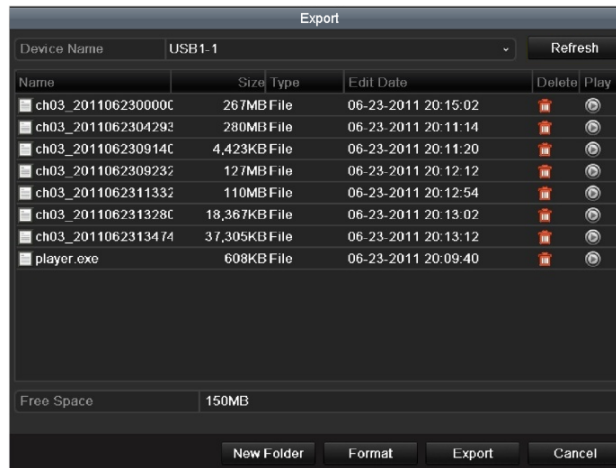 Export
Device Name USB1-1 Refresh
Name Size Type Edit Date Delete Play
ch03_2011062300000C 267MB File 06-23-2011 20:15:02
ch03_2011062304293 280MB File 06-23-2011 20:11:14
ch03_201106230914C 4,423KB File 06-23-2011 20:11:20
ch03_2011062309232 127MB File 06-23-2011 20:12:12
ch03_2011062311332 110MB File 06-23-2011 20:12:54
ch03_201106231328C 18,367KB File 06-23-2011 20:13:02
ch03_2011062313474 37,305KB File 06-23-2011 20:13:12
player.exe 608KB File 06-23-2011 20:09:40
Free Space 150MB
New Folder Format Export Cancel